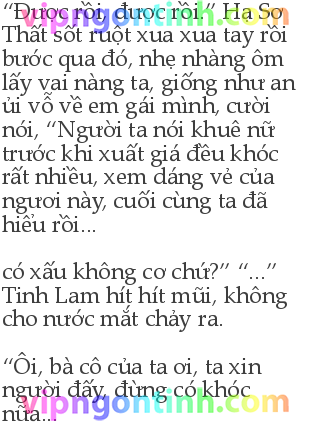 “Được rồi, được rồi.” Hạ Sơ
Thất sốt ruột xua xua tay rồi
bước qua đó, nhẹ nhàng ôm
lấy vai nàng ta, giống như an
ủi vỗ về em gái mình, cười
nói, “Người ta nói khuê nữ
trước khi xuất giá đều khóc
rất nhiều, xem dáng vẻ của
ngươi này, cuối cùng ta đã
hiểu rồi...
có xấu không cơ chứ?” “...”
Tinh Lam hít hít mũi, không
cho nước mắt chảy ra.
“Ôi, bà cô của ta ơi, ta xin
người đấy, đừng có khóc
nữa...
vipngontinh.com
vipngontinh.com